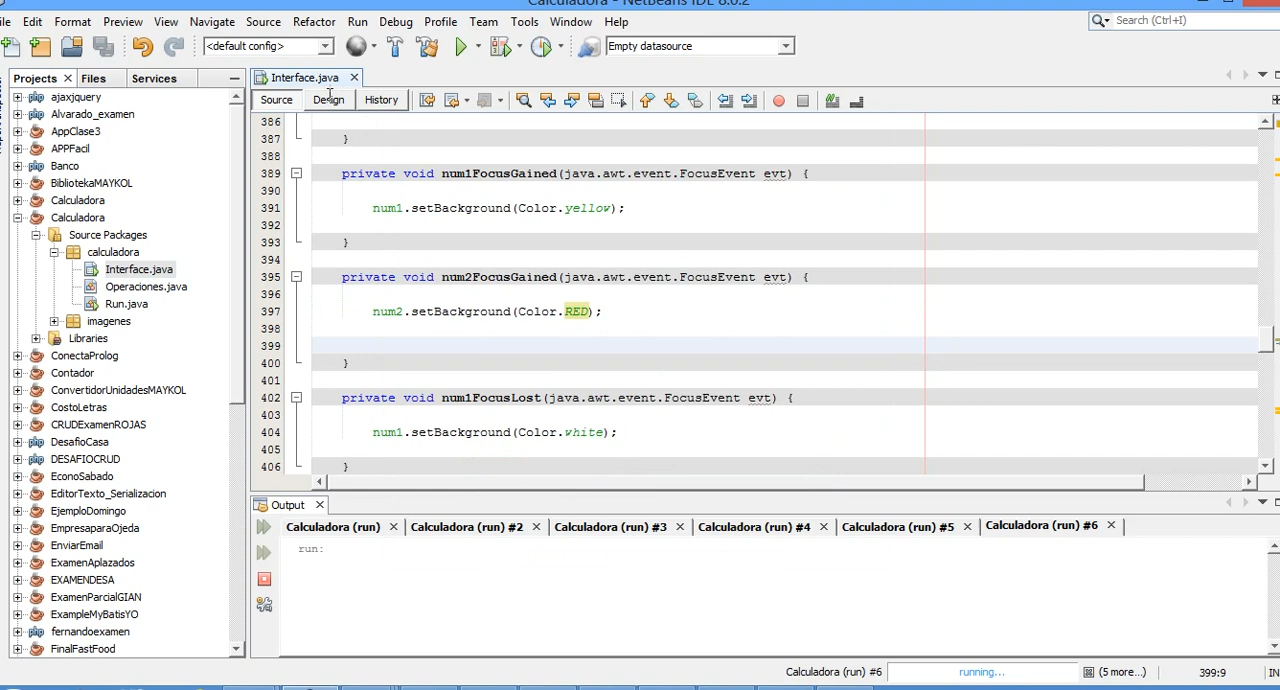 Calculadora - NetBeans IDE 8.0.2
File Edit Format Preview View Navigate Source Refactor Run Debug Profile Team Tools Window Help
Search (Ctrl+I)
<default config>
Empty datasource
Projects Files Services
Interface.java
Source Design History
ajaxjquery
Alvarado_examen
AppClase3
APPFacil
Banco
BibliotekaMAYKOL
Calculadora
Calculadora
Source Packages
calculadora
Interface.java
Operaciones.java
Run.java
imagenes
Libraries
ConectaProlog
Contador
ConvertidorUnidadesMAYKOL
CostoLetras
CRUDExamenROJAS
DesafioCasa
DESAFIOCRUD
EconoSabado
EditorTexto_Serializacion
EjemploDomingo
EmpresaparaOjeda
EnviarEmail
ExamenAplazados
EXAMENDESA
ExamenParcialGIAN
ExampleMyBatisYO
fernandoexamen
FinalFastFood
386
387 }
388
389 private void num1FocusGained(java.awt.event.FocusEvent evt) {
390
391 num1.setBackground(Color.yellow);
392
393 }
394
395 private void num2FocusGained(java.awt.event.FocusEvent evt) {
396
397 num2.setBackground(Color.RED);
398
399
400 }
401
402 private void num1FocusLost(java.awt.event.FocusEvent evt) {
403
404 num1.setBackground(Color.white);
405
406 }
Output
Calculadora (run) Calculadora (run) #2 Calculadora (run) #3 Calculadora (run) #4 Calculadora (run) #5 Calculadora (run) #6
run:
Calculadora (run) #6 running... (5 more...) 399:9 IN